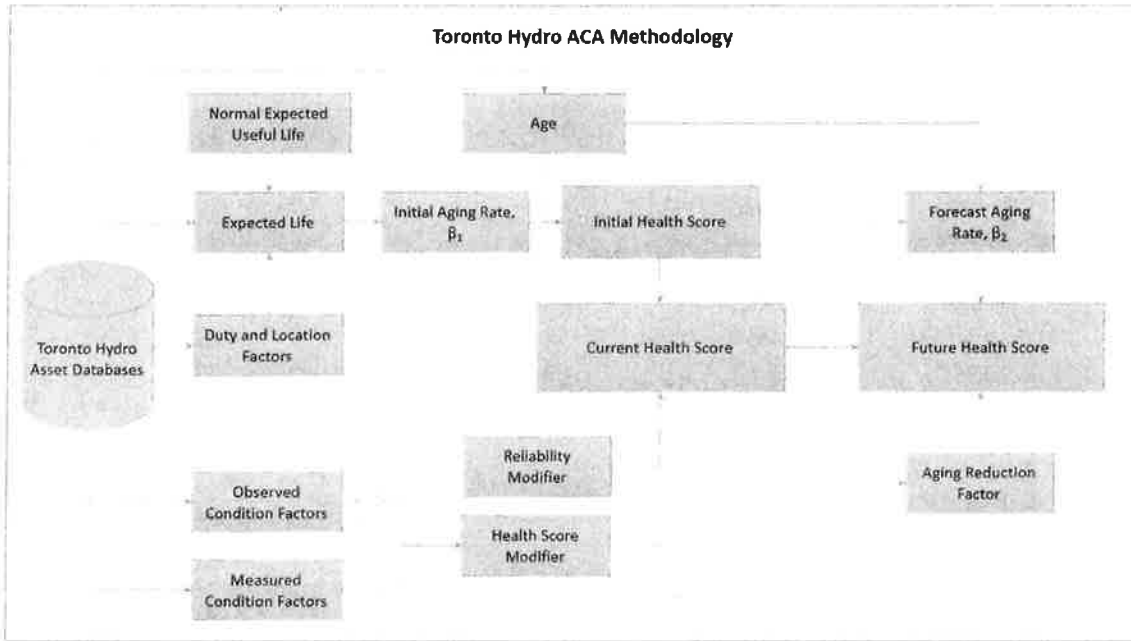 Toronto Hydro ACA Methodology
Normal Expected
Useful Life
Age
Expected Life
Initial Aging Rate,
β₁
Initial Health Score
Forecast Aging
Rate, β₂
Toronto Hydro
Asset Databases
Duty and Location
Factors
Current Health Score
Future Health Score
Reliability
Modifier
Observed
Condition Factors
Aging Reduction
Factor
Health Score
Modifier
Measured
Condition Factors